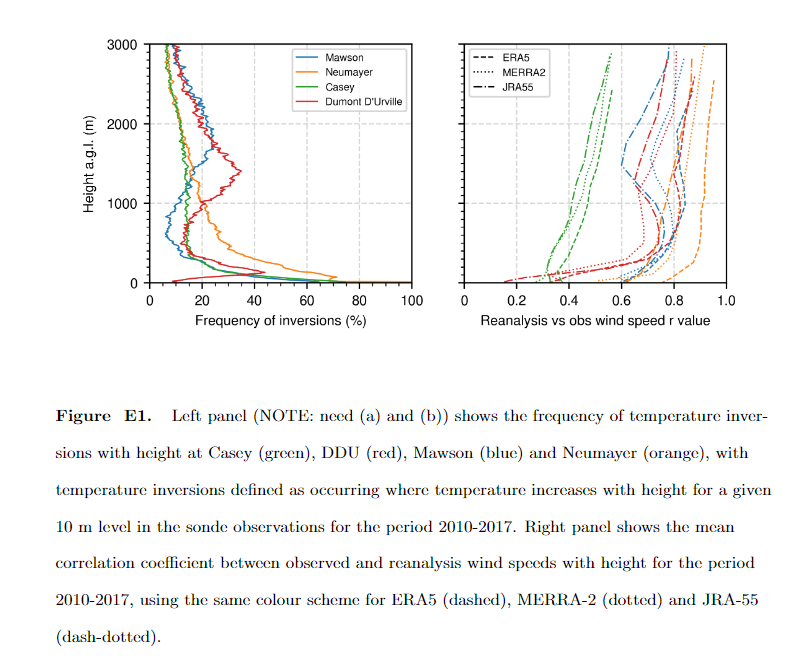 3000
2000
1000
0
Height a.g.l. (m)
Mawson
Neumayer
Casey
Dumont D'Urville
0 20 40 60 80 100
Frequency of inversions (%)
ERA5
MERRA2
JRA55
0 0.2 0.4 0.6 0.8 1.0
Reanalysis vs obs wind speed r value
Figure E1. Left panel (NOTE: need (a) and (b)) shows the frequency of temperature inver-
sions with height at Casey (green), DDU (red), Mawson (blue) and Neumayer (orange), with
temperature inversions defined as occurring where temperature increases with height for a given
10 m level in the sonde observations for the period 2010-2017. Right panel shows the mean
correlation coefficient between observed and reanalysis wind speeds with height for the period
2010-2017, using the same colour scheme for ERA5 (dashed), MERRA-2 (dotted) and JRA-55
(dash-dotted).